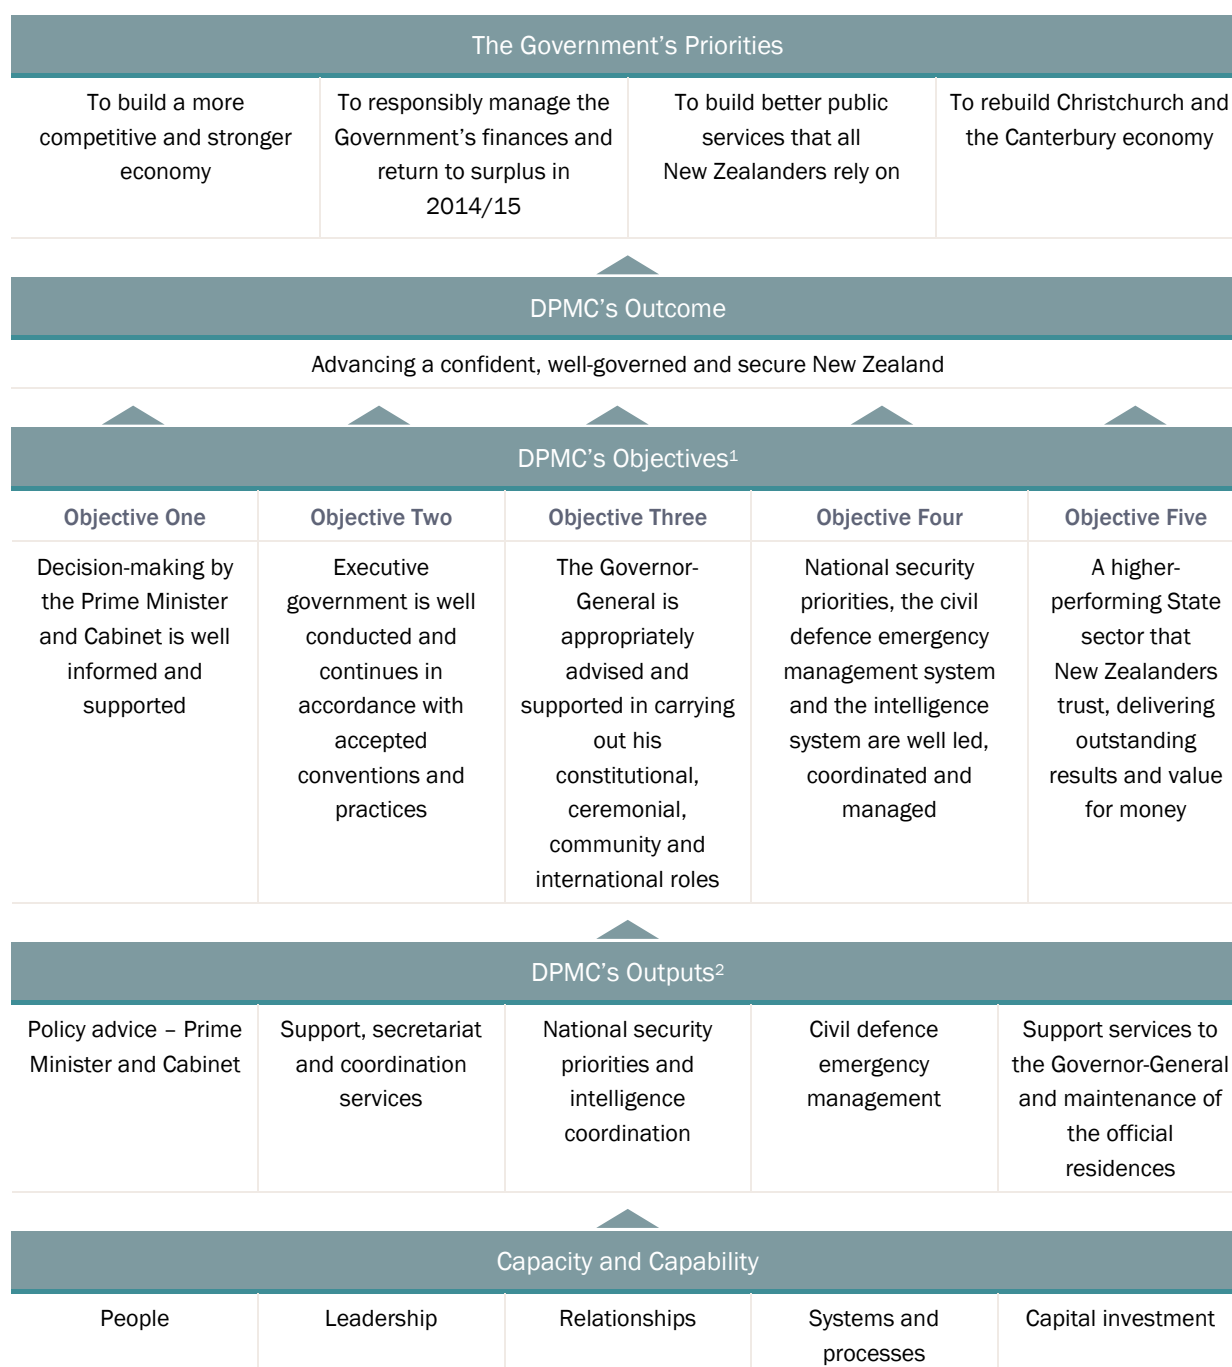 The Government’s Priorities
To build a more
competitive and stronger
economy
To responsibly manage the
Government’s finances and
return to surplus in
2014/15
To build better public
services that all
New Zealanders rely on
To rebuild Christchurch and
the Canterbury economy
DPMC’s Outcome
Advancing a confident, well-governed and secure New Zealand
DPMC’s Objectives¹
Objective One
Decision-making by
the Prime Minister
and Cabinet is well
informed and
supported
Objective Two
Executive
government is well
conducted and
continues in
accordance with
accepted
conventions and
practices
Objective Three
The Governor-
General is
appropriately
advised and
supported in carrying
out his
constitutional,
ceremonial,
community and
international roles
Objective Four
National security
priorities, the civil
defence emergency
management system
and the intelligence
system are well led,
coordinated and
managed
Objective Five
A higher-
performing State
sector that
New Zealanders
trust, delivering
outstanding
results and value
for money
DPMC’s Outputs²
Policy advice – Prime
Minister and Cabinet
Support, secretariat
and coordination
services
National security
priorities and
intelligence
coordination
Civil defence
emergency
management
Support services to
the Governor-General
and maintenance of
the official
residences
Capacity and Capability
People
Leadership
Relationships
Systems and
processes
Capital investment